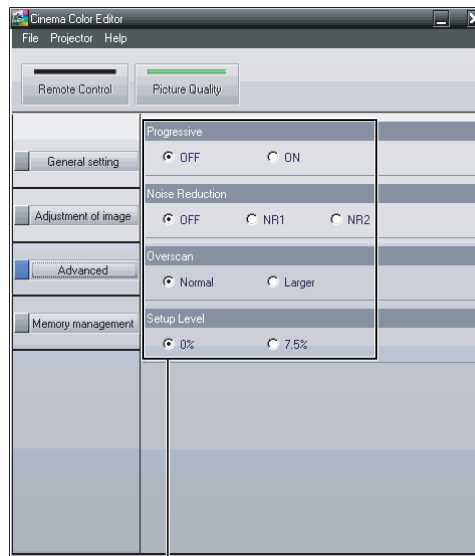 Cinema Color Editor
File Projector Help
Remote Control Picture Quality
General setting
Adjustment of image
Advanced
Memory management
Progressive
OFF ON
Noise Reduction
OFF NR1 NR2
Overscan
Normal Larger
Setup Level
0% 7.5%